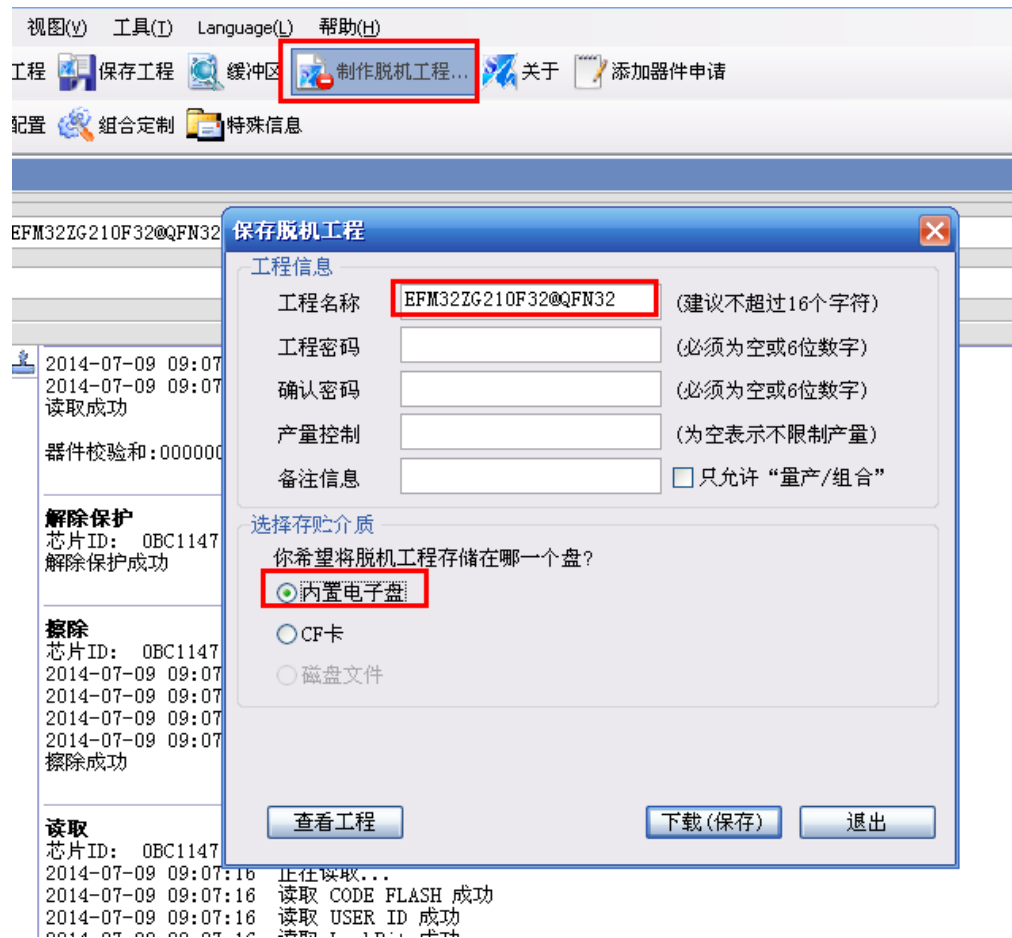 视图(V) 工具(T) Language(L) 帮助(H)
工程 保存工程 缓冲区 制作脱机工程... 关于 添加器件申请
配置 组合定制 特殊信息
EFM32ZG210F32@QFN32
保存脱机工程
工程信息
工程名称 EFM32ZG210F32@QFN32 (建议不超过16个字符)
工程密码 (必须为空或6位数字)
确认密码 (必须为空或6位数字)
产量控制 (为空表示不限制产量)
备注信息 只允许“量产/组合”
选择存贮介质
你希望将脱机工程存储在哪一个盘?
内置电子盘
CF卡
磁盘文件
查看工程 下载(保存) 退出
2014-07-09 09:07
2014-07-09 09:07
读取成功
器件校验和:000000
解除保护
芯片ID: 0BC1147
解除保护成功
擦除
芯片ID: 0BC1147
2014-07-09 09:07
2014-07-09 09:07
2014-07-09 09:07
2014-07-09 09:07
擦除成功
读取
芯片ID: 0BC1147
2014-07-09 09:07:16 正在读取...
2014-07-09 09:07:16 读取 CODE FLASH 成功
2014-07-09 09:07:16 读取 USER ID 成功